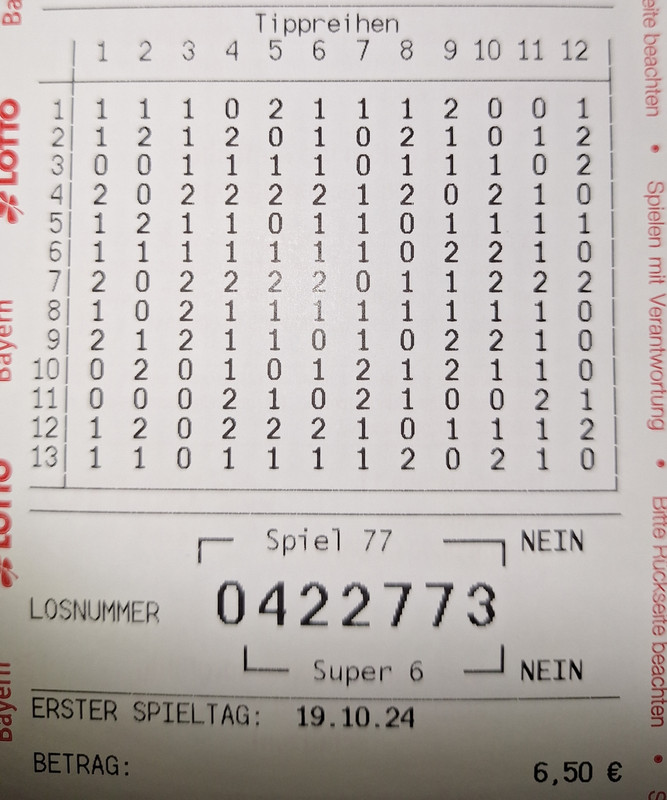 Tippreihen
1 2 3 4 5 6 7 8 9 10 11 12
1 1 1 1 0 2 1 1 1 2 0 0 1
2 1 2 1 2 0 1 0 2 1 0 1 2
3 0 0 1 1 1 1 0 1 1 1 0 2
4 2 0 2 2 2 2 1 2 0 2 1 0
5 1 2 1 1 0 1 1 0 1 1 1 1
6 1 1 1 1 1 1 1 0 2 2 1 0
7 2 0 2 2 2 2 0 1 1 2 2 2
8 1 0 2 1 1 1 1 1 1 1 1 0
9 2 1 2 1 1 0 1 0 2 2 1 0
10 0 2 0 1 0 1 2 1 2 1 1 0
11 0 0 0 2 1 0 2 1 0 0 2 1
12 1 2 0 2 2 2 1 0 1 1 1 2
13 1 1 0 1 1 1 1 2 0 2 1 0
Spiel 77 NEIN
LOSNUMMER 0422773
Super 6 NEIN
ERSTER SPIELTAG: 19.10.24
BETRAG: 6,50 €
LOTTO
Bayern
LOTTO
Bayern
eite beachten • Spielen mit Verantwortung • Bitte Rückseite beachten •